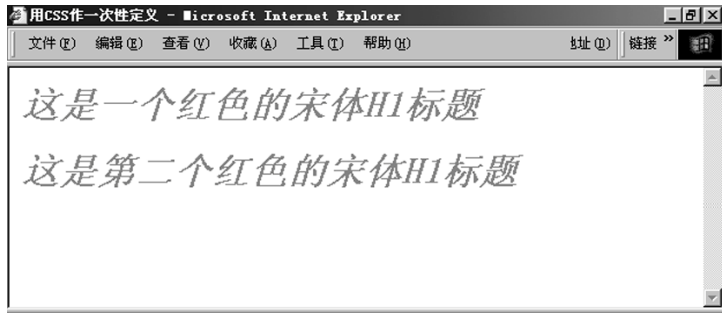 用CSS作一次性定义 - Microsoft Internet Explorer
文件(F) 编辑(E) 查看(V) 收藏(A) 工具(T) 帮助(H) 址(D) 链接 »
这是一个红色的宋体H1标题
这是第二个红色的宋体H1标题